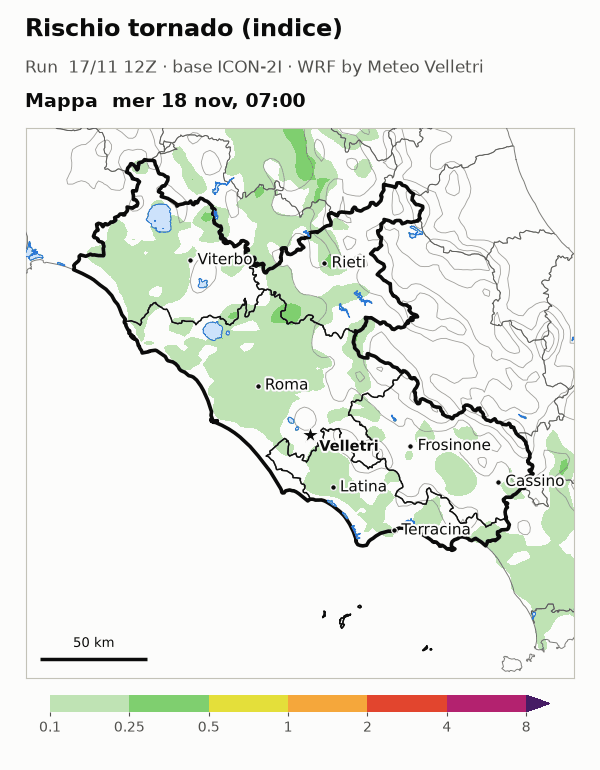 Rischio tornado (indice)
Run  17/11 12Z · base ICON-2I · WRF by Meteo Velletri
Mappa  mer 18 nov, 07:00
Viterbo
Rieti
Roma
Velletri
Frosinone
Cassino
Latina
Terracina
50 km
0.1 0.25 0.5 1 2 4 8